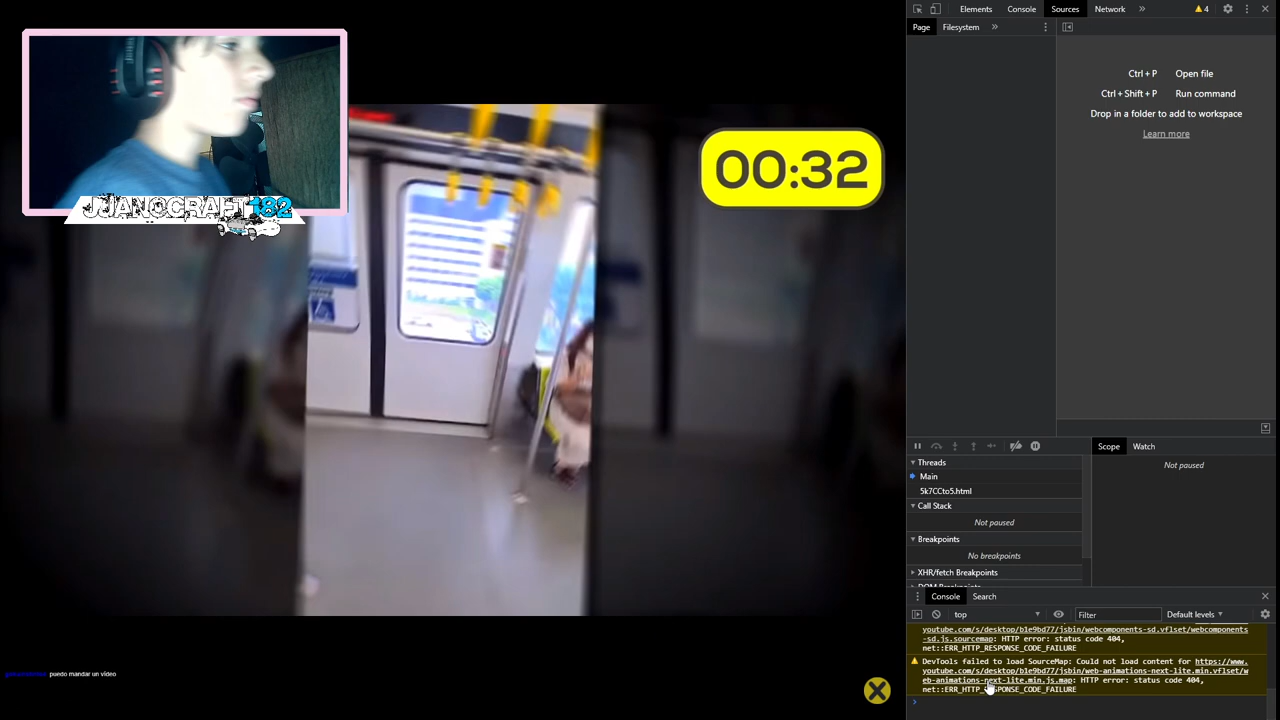 Elements Console Sources Network » 4
Page Filesystem »
Ctrl + P Open file
Ctrl + Shift + P Run command
Drop in a folder to add to workspace
Learn more
JJANOCRAFT182
00:32
Scope Watch
Not paused
Threads
Main
5k7CCto5.html
Call Stack
Not paused
Breakpoints
No breakpoints
XHR/fetch Breakpoints
DOM Breakpoints
Console Search
top Filter Default levels
youtube.com/s/desktop/b1e9bd77/jsbin/webcomponents-sd.vflset/webcomponents
-sd.js.sourcemap: HTTP error: status code 404,
net::ERR_HTTP_RESPONSE_CODE_FAILURE
DevTools failed to load SourceMap: Could not load content for https://www.
youtube.com/s/desktop/b1e9bd77/jsbin/web-animations-next-lite.min.vflset/w
eb-animations-next-lite.min.js.map: HTTP error: status code 404,
net::ERR_HTTP_RESPONSE_CODE_FAILURE
puedo mandar un video